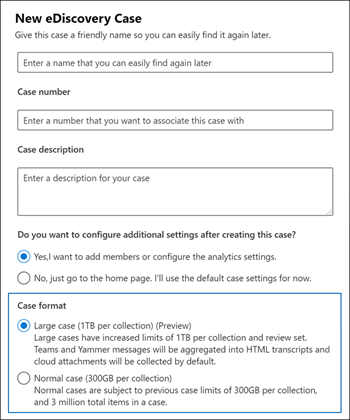 New eDiscovery Case
Give this case a friendly name so you can easily find it again later.
Enter a name that you can easily find again later
Case number
Enter a number that you want to associate this case with
Case description
Enter a description for your case
Do you want to configure additional settings after creating this case?
Yes,I want to add members or configure the analytics settings.
No, just go to the home page. I'll use the default case settings for now.
Case format
Large case (1TB per collection) (Preview)
Large cases have increased limits of 1TB per collection and review set.
Teams and Yammer messages will be aggregated into HTML transcripts and
cloud attachments will be collected by default.
Normal case (300GB per collection)
Normal cases are subject to previous case limits of 300GB per collection,
and 3 million total items in a case.